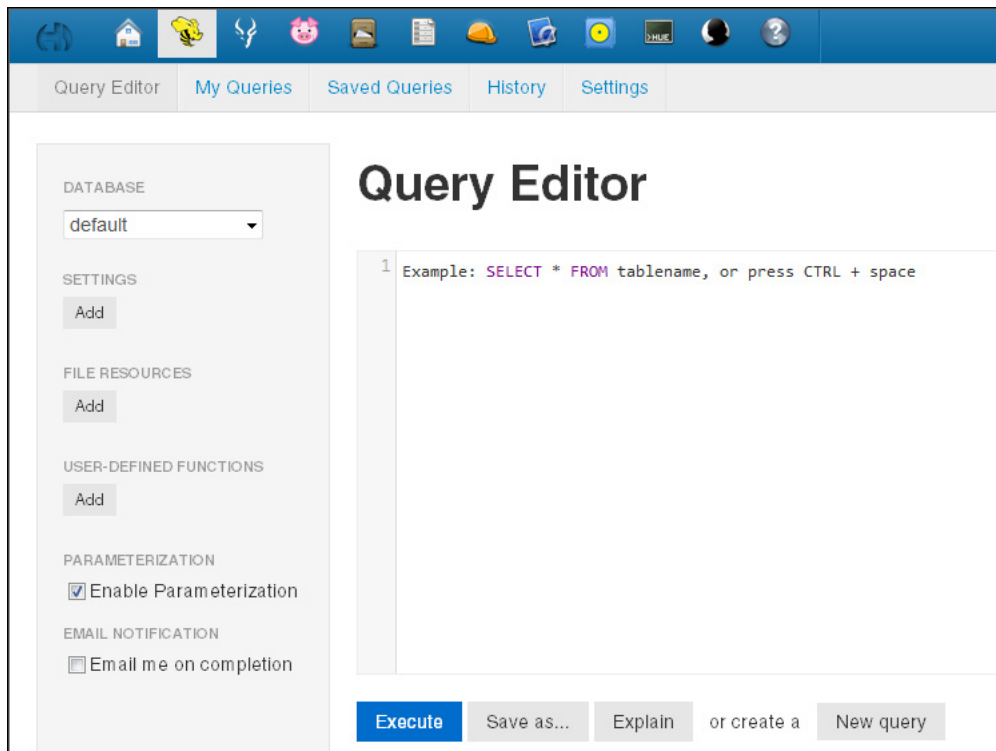 >HUE
?
Query Editor My Queries Saved Queries History Settings
DATABASE
default
SETTINGS
Add
FILE RESOURCES
Add
USER-DEFINED FUNCTIONS
Add
PARAMETERIZATION
Enable Parameterization
EMAIL NOTIFICATION
Email me on completion
Query Editor
1 Example: SELECT * FROM tablename, or press CTRL + space
Execute Save as... Explain or create a New query